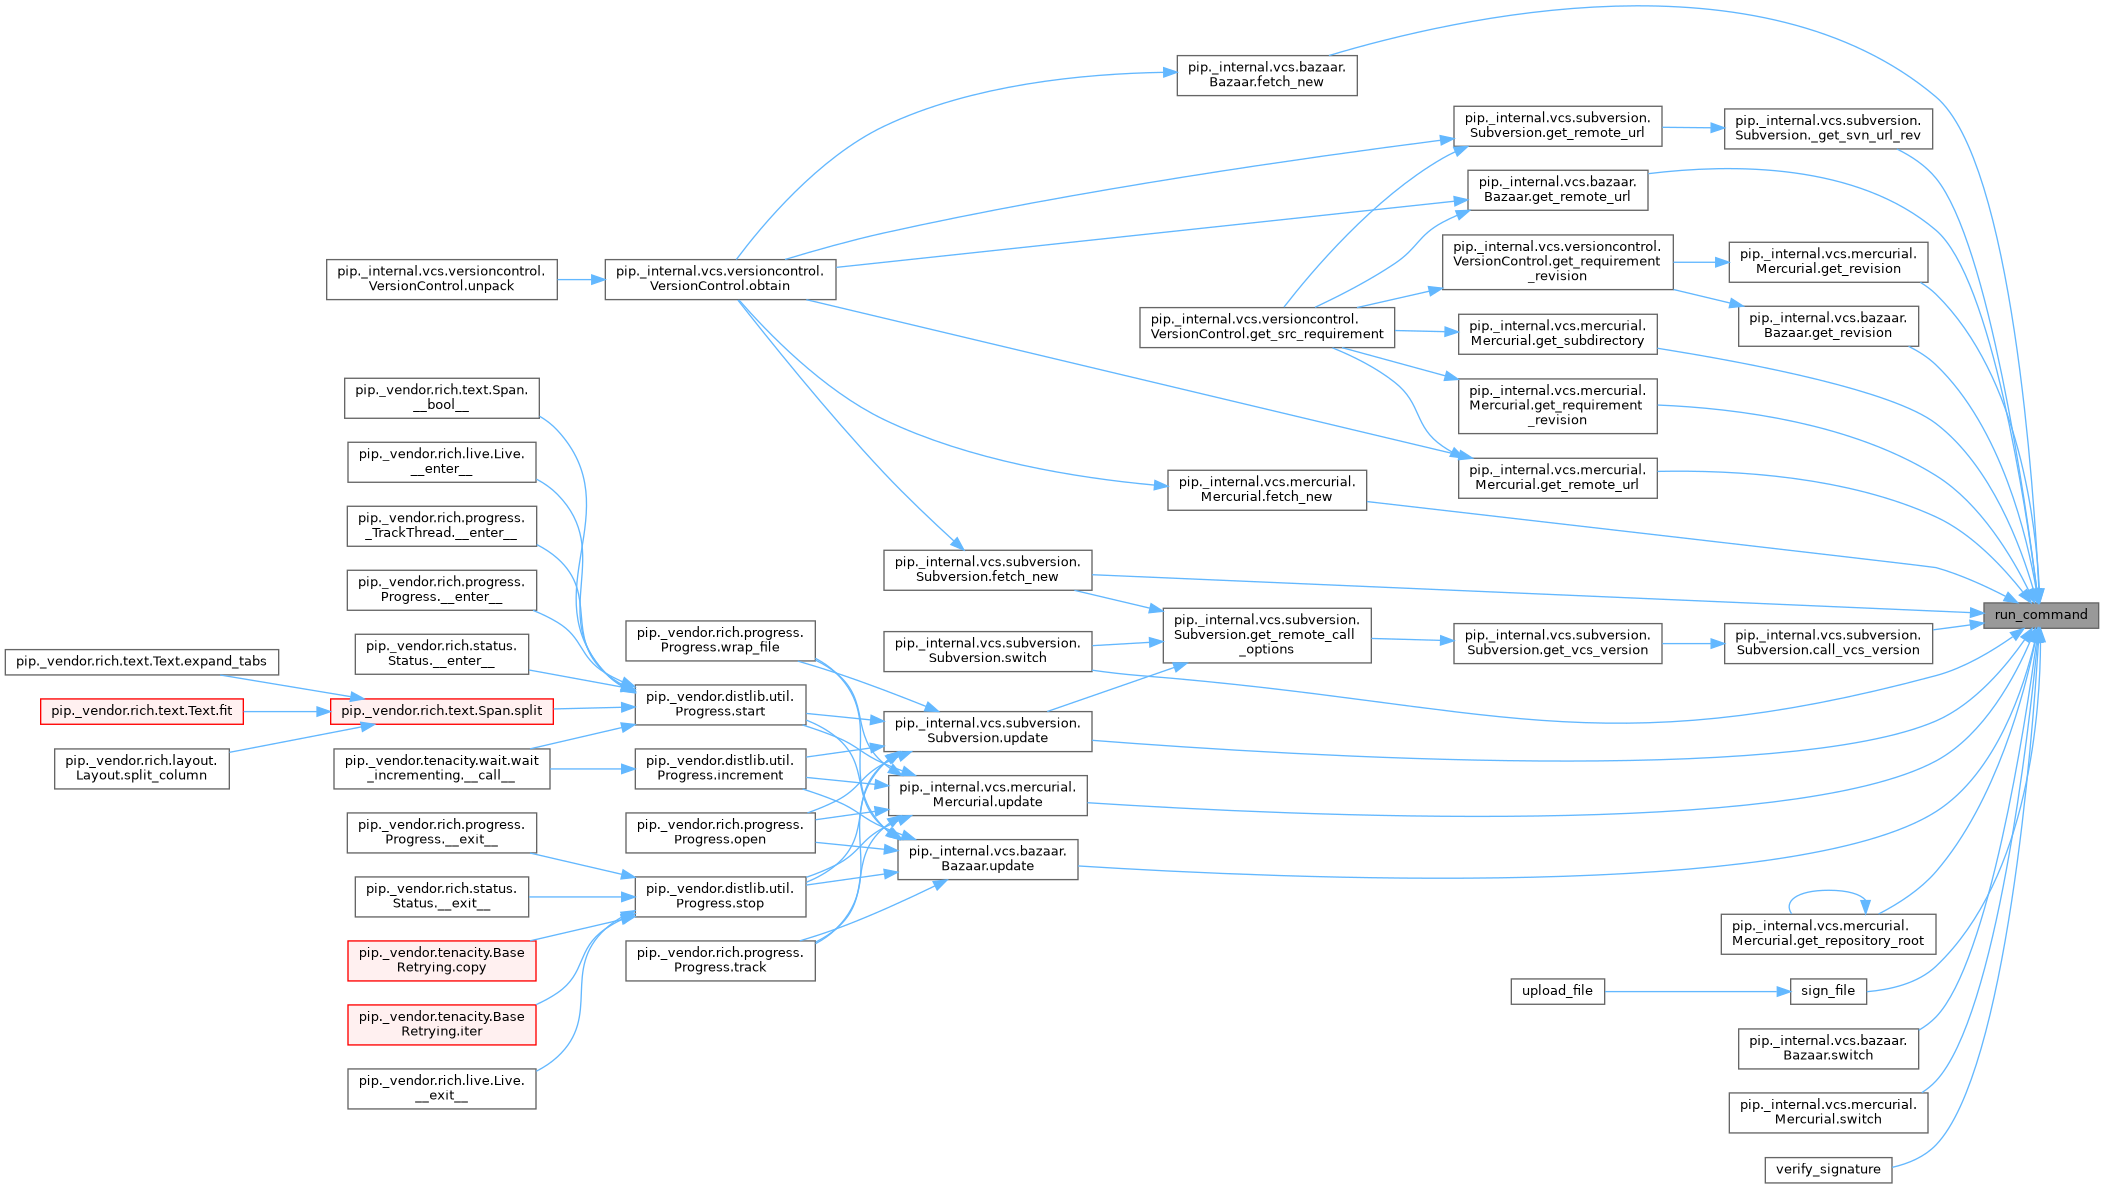 pip._internal.vcs.bazaar.
Bazaar.fetch_new
pip._internal.vcs.subversion.
Subversion.get_remote_url
pip._internal.vcs.subversion.
Subversion._get_svn_url_rev
pip._internal.vcs.bazaar.
Bazaar.get_remote_url
pip._internal.vcs.versioncontrol.
VersionControl.get_requirement
_revision
pip._internal.vcs.mercurial.
Mercurial.get_revision
pip._internal.vcs.versioncontrol.
VersionControl.unpack
pip._internal.vcs.versioncontrol.
VersionControl.obtain
pip._internal.vcs.versioncontrol.
VersionControl.get_src_requirement
pip._internal.vcs.mercurial.
Mercurial.get_subdirectory
pip._internal.vcs.bazaar.
Bazaar.get_revision
pip._internal.vcs.mercurial.
Mercurial.get_requirement
_revision
pip._internal.vcs.mercurial.
Mercurial.get_remote_url
pip._internal.vcs.mercurial.
Mercurial.fetch_new
pip._vendor.rich.text.Span.
__bool__
pip._vendor.rich.live.Live.
__enter__
pip._vendor.rich.progress.
_TrackThread.__enter__
pip._vendor.rich.progress.
Progress.__enter__
pip._vendor.rich.status.
Status.__enter__
pip._internal.vcs.subversion.
Subversion.fetch_new
run_command
pip._vendor.rich.progress.
Progress.wrap_file
pip._internal.vcs.subversion.
Subversion.switch
pip._internal.vcs.subversion.
Subversion.get_remote_call
_options
pip._internal.vcs.subversion.
Subversion.get_vcs_version
pip._internal.vcs.subversion.
Subversion.call_vcs_version
pip._vendor.rich.text.Text.expand_tabs
pip._vendor.rich.text.Text.fit
pip._vendor.rich.text.Span.split
pip._vendor.distlib.util.
Progress.start
pip._internal.vcs.subversion.
Subversion.update
pip._vendor.rich.layout.
Layout.split_column
pip._vendor.tenacity.wait.wait
_incrementing.__call__
pip._vendor.distlib.util.
Progress.increment
pip._internal.vcs.mercurial.
Mercurial.update
pip._vendor.rich.progress.
Progress.__exit__
pip._vendor.rich.progress.
Progress.open
pip._internal.vcs.bazaar.
Bazaar.update
pip._vendor.rich.status.
Status.__exit__
pip._vendor.distlib.util.
Progress.stop
pip._internal.vcs.mercurial.
Mercurial.get_repository_root
pip._vendor.tenacity.Base
Retrying.copy
pip._vendor.rich.progress.
Progress.track
upload_file
sign_file
pip._vendor.tenacity.Base
Retrying.iter
pip._internal.vcs.bazaar.
Bazaar.switch
pip._vendor.rich.live.Live.
__exit__
pip._internal.vcs.mercurial.
Mercurial.switch
verify_signature